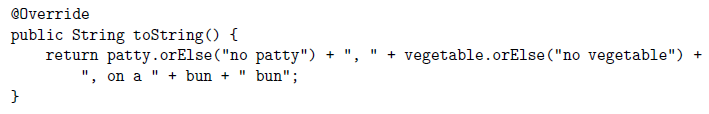 @Override
public String toString() {
    return patty.orElse("no patty") + ", " + vegetable.orElse("no vegetable") +
        ", on a " + bun + " bun";
}